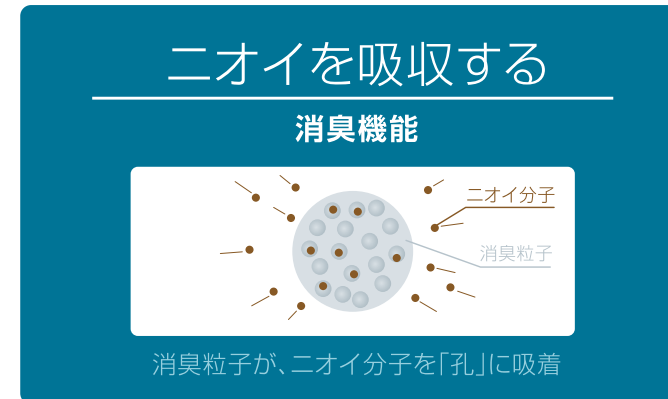 ニオイを吸収する
消臭機能
ニオイ分子
消臭粒子
消臭粒子が、ニオイ分子を「孔」に吸着